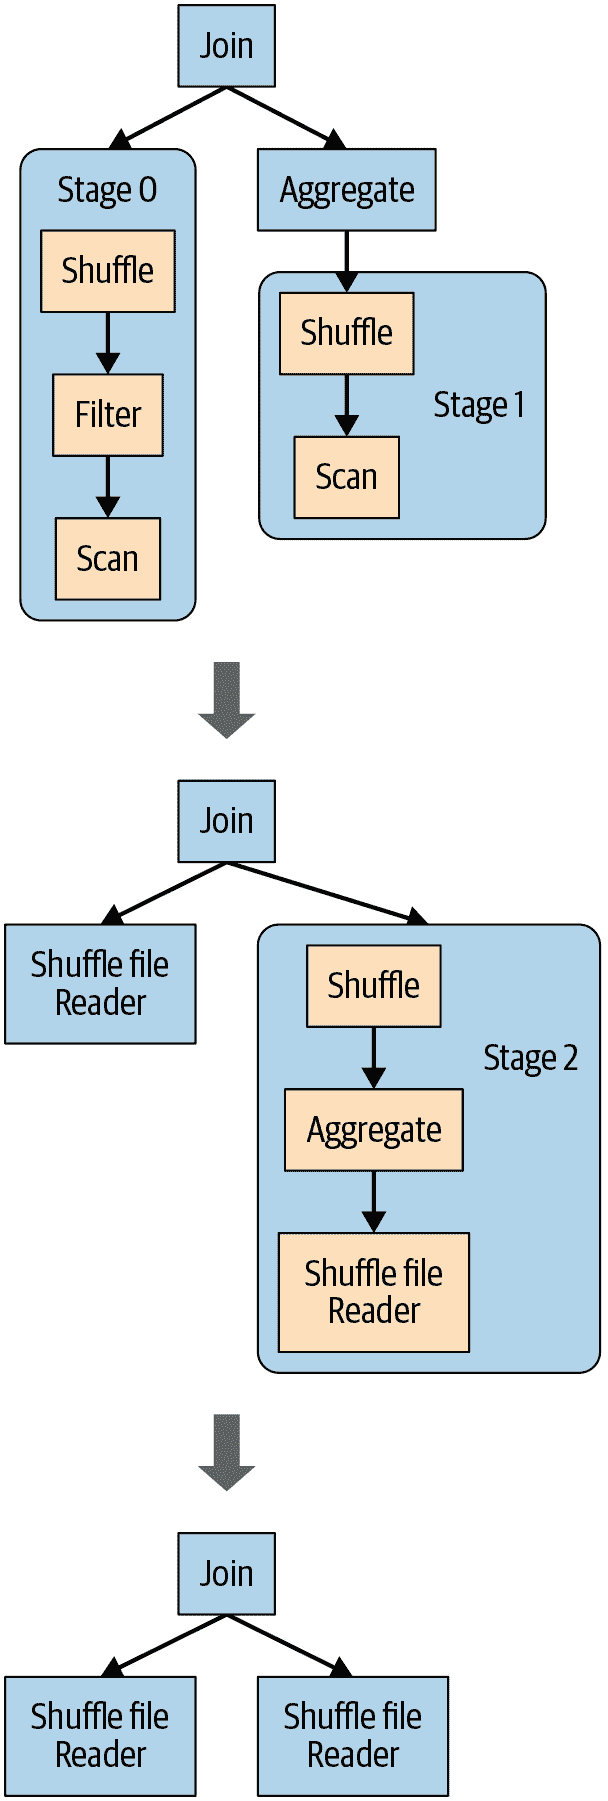 Join
Stage 0
Shuffle
Filter
Scan
Aggregate
Shuffle
Stage 1
Scan
Join
Shuffle file
Reader
Shuffle
Stage 2
Aggregate
Shuffle file
Reader
Join
Shuffle file
Reader
Shuffle file
Reader